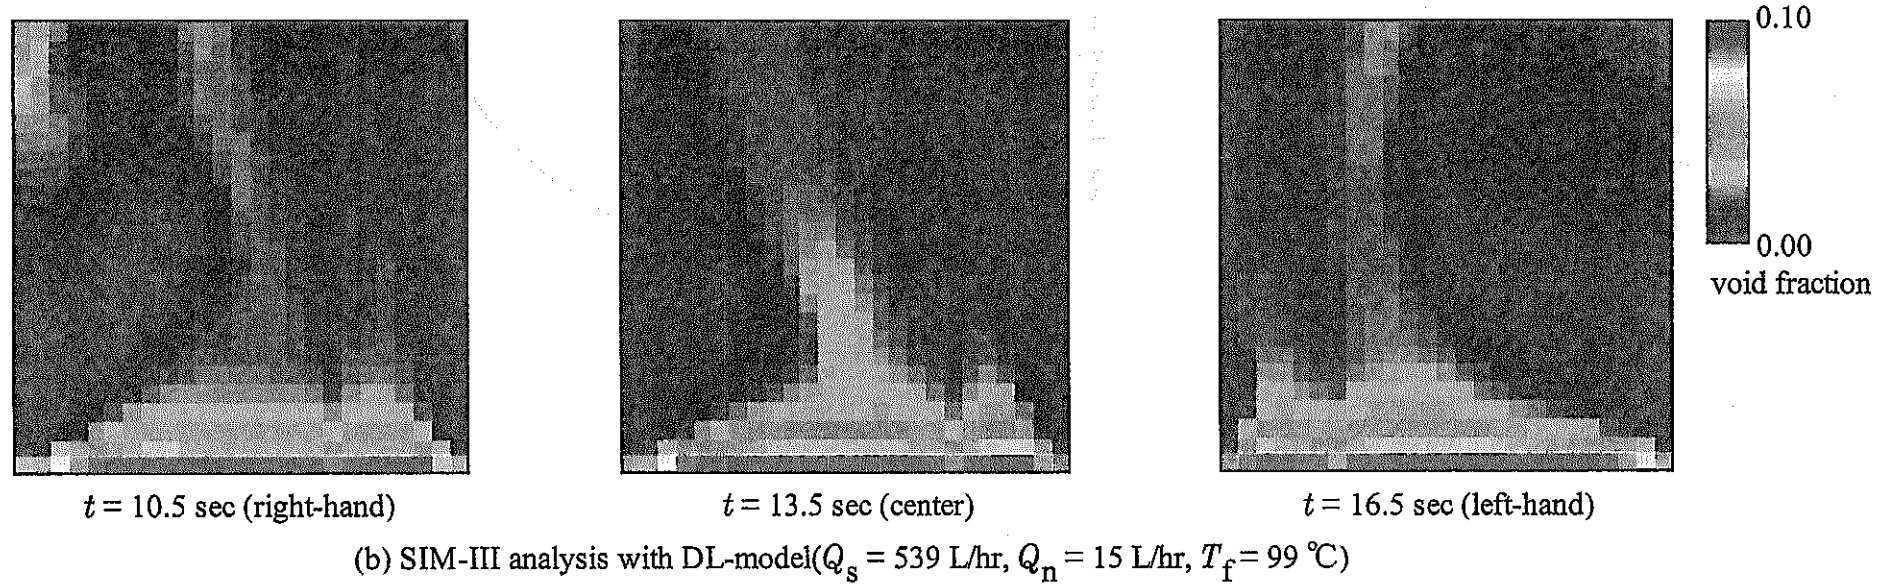 0.10
0.00
void fraction
t = 10.5 sec (right-hand)
t = 13.5 sec (center)
t = 16.5 sec (left-hand)
(b) SIM-III analysis with DL-model(Qs = 539 L/hr, Qn = 15 L/hr, Tf = 99 ℃)